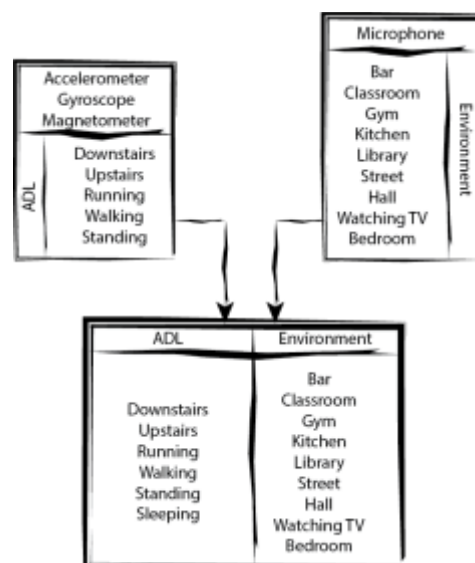 Accelerometer
Gyroscope
Magnetometer
ADL
Downstairs
Upstairs
Running
Walking
Standing
Microphone
Bar
Classroom
Gym
Kitchen
Library
Street
Hall
Watching TV
Bedroom
Environment
ADL
Environment
Downstairs
Upstairs
Running
Walking
Standing
Sleeping
Bar
Classroom
Gym
Kitchen
Library
Street
Hall
Watching TV
Bedroom